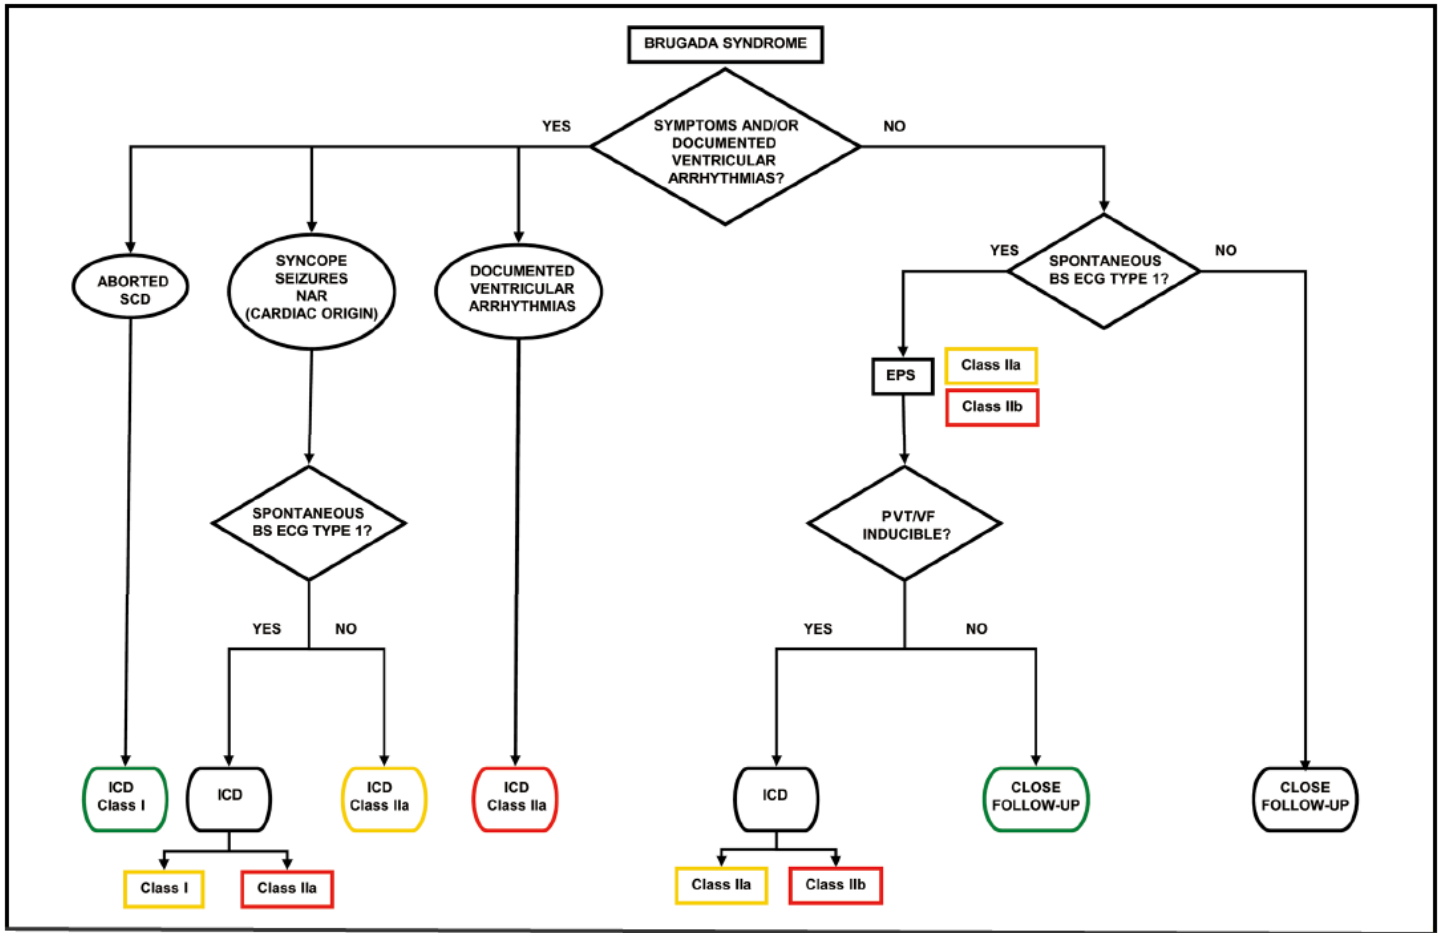 BRUGADA SYNDROME
YES
SYMPTOMS AND/OR
DOCUMENTED
VENTRICULAR
ARRHYTHMIAS?
NO
ABORTED
SCD
SYNCOPE
SEIZURES
NAR
(CARDIAC ORIGIN)
DOCUMENTED
VENTRICULAR
ARRHYTHMIAS
YES
SPONTANEOUS
BS ECG TYPE 1?
NO
EPS
Class IIa
Class IIb
SPONTANEOUS
BS ECG TYPE 1?
PVT/VF
INDUCIBLE?
YES
NO
YES
NO
ICD
Class I
ICD
ICD
Class IIa
ICD
Class IIa
ICD
CLOSE
FOLLOW-UP
CLOSE
FOLLOW-UP
Class I
Class IIa
Class IIa
Class IIb